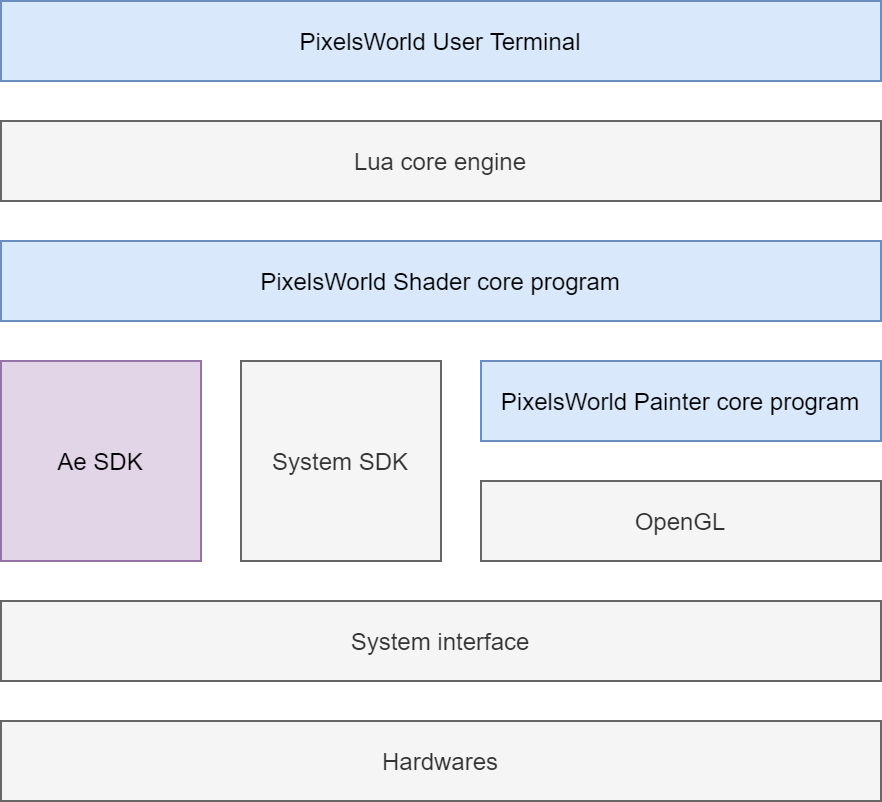 PixelsWorld User Terminal
Lua core engine
PixelsWorld Shader core program
Ae SDK
System SDK
PixelsWorld Painter core program
OpenGL
System interface
Hardwares